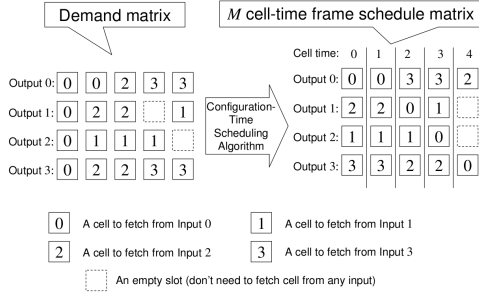 Demand matrix
M cell-time frame schedule matrix
Cell time: 0 1 2 3 4
Output 0: 0 0 2 3 3
Output 0: 0 0 3 3 2
Output 1: 0 2 2 1
Output 1: 2 2 0 1
Output 2: 0 1 1 1
Output 2: 1 1 1 0
Output 3: 0 2 2 3 3
Output 3: 3 3 2 2 0
Configuration-
Time
Scheduling
Algorithm
0 A cell to fetch from Input 0
1 A cell to fetch from Input 1
2 A cell to fetch from Input 2
3 A cell to fetch from Input 3
An empty slot (don't need to fetch cell from any input)